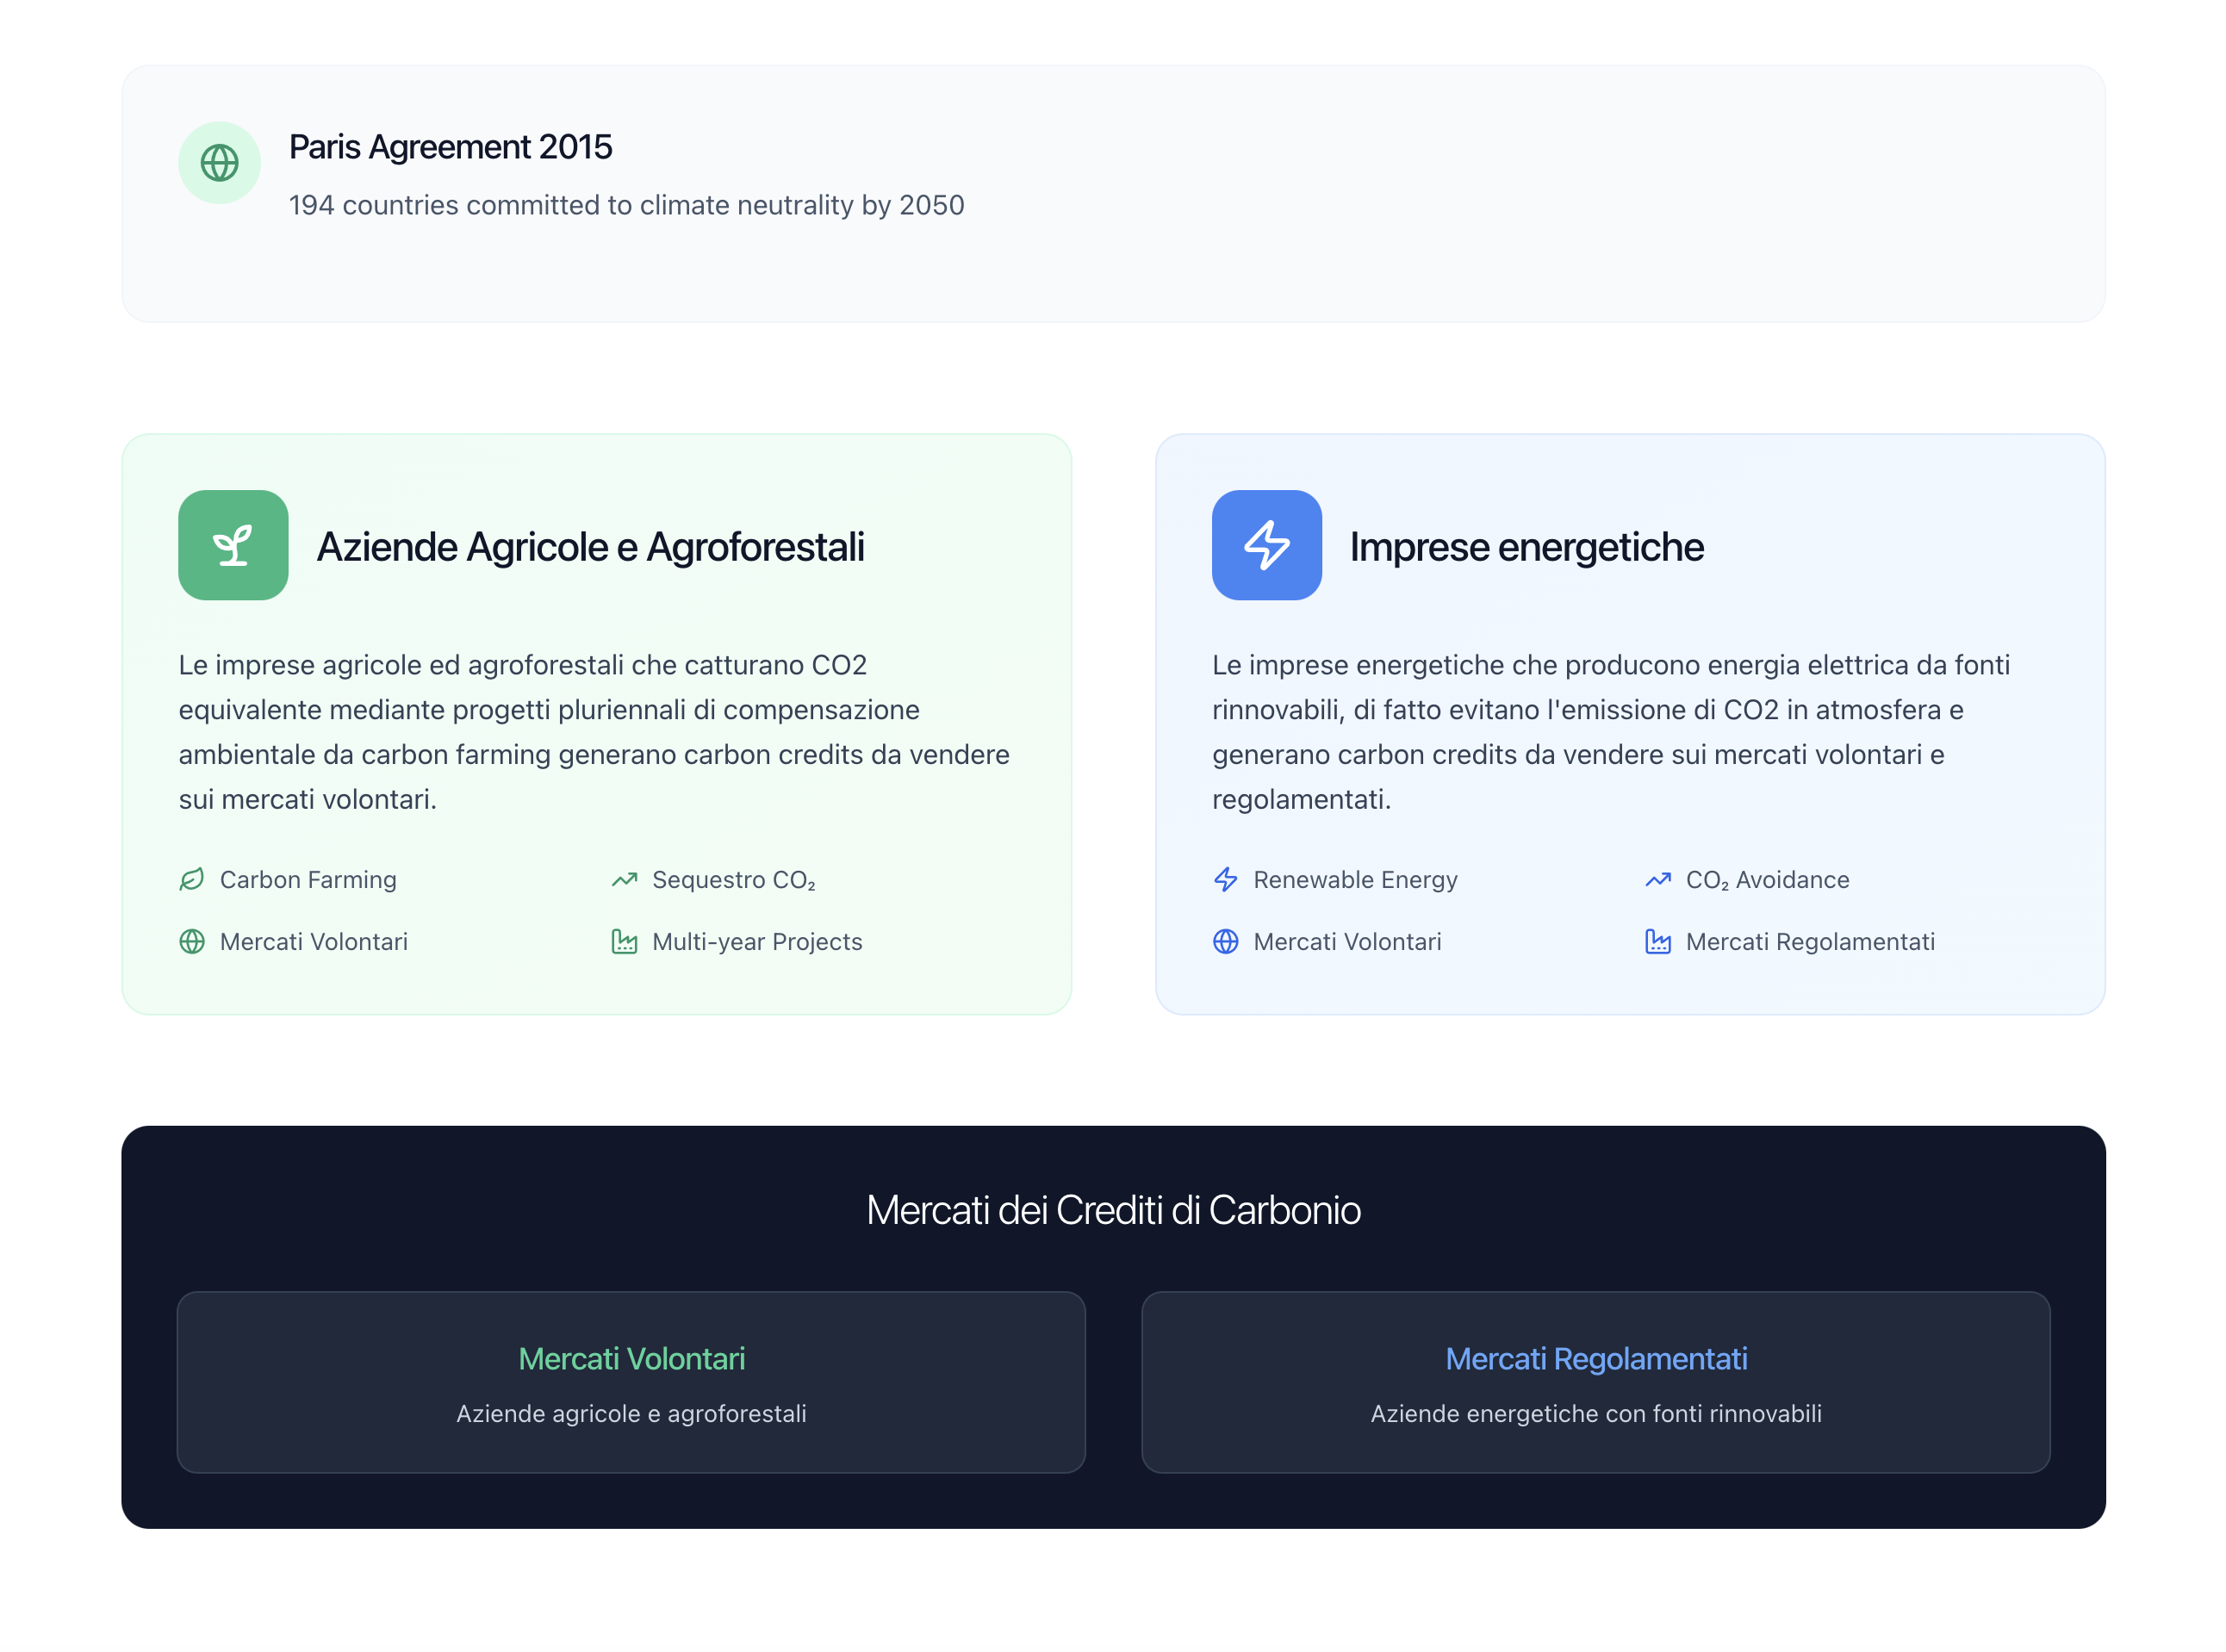 Paris Agreement 2015
194 countries committed to climate neutrality by 2050
Aziende Agricole e Agroforestali
Le imprese agricole ed agroforestali che catturano CO2
equivalente mediante progetti pluriennali di compensazione
ambientale da carbon farming generano carbon credits da vendere
sui mercati volontari.
Carbon Farming
Sequestro CO₂
Mercati Volontari
Multi-year Projects
Imprese energetiche
Le imprese energetiche che producono energia elettrica da fonti
rinnovabili, di fatto evitano l'emissione di CO2 in atmosfera e
generano carbon credits da vendere sui mercati volontari e
regolamentati.
Renewable Energy
CO₂ Avoidance
Mercati Volontari
Mercati Regolamentati
Mercati dei Crediti di Carbonio
Mercati Volontari
Aziende agricole e agroforestali
Mercati Regolamentati
Aziende energetiche con fonti rinnovabili